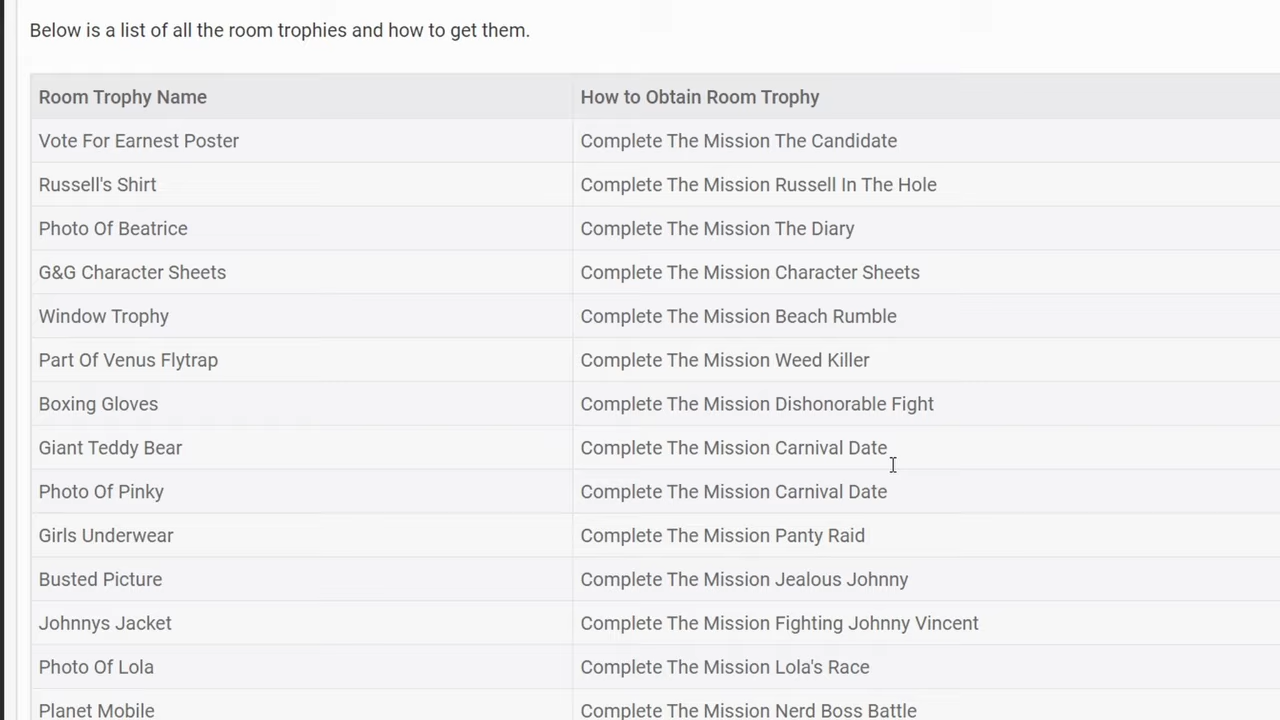 Below is a list of all the room trophies and how to get them.
Room Trophy Name How to Obtain Room Trophy
Vote For Earnest Poster Complete The Mission The Candidate
Russell's Shirt Complete The Mission Russell In The Hole
Photo Of Beatrice Complete The Mission The Diary
G&G Character Sheets Complete The Mission Character Sheets
Window Trophy Complete The Mission Beach Rumble
Part Of Venus Flytrap Complete The Mission Weed Killer
Boxing Gloves Complete The Mission Dishonorable Fight
Giant Teddy Bear Complete The Mission Carnival Date
Photo Of Pinky Complete The Mission Carnival Date
Girls Underwear Complete The Mission Panty Raid
Busted Picture Complete The Mission Jealous Johnny
Johnnys Jacket Complete The Mission Fighting Johnny Vincent
Photo Of Lola Complete The Mission Lola's Race
Planet Mobile Complete The Mission Nerd Boss Battle